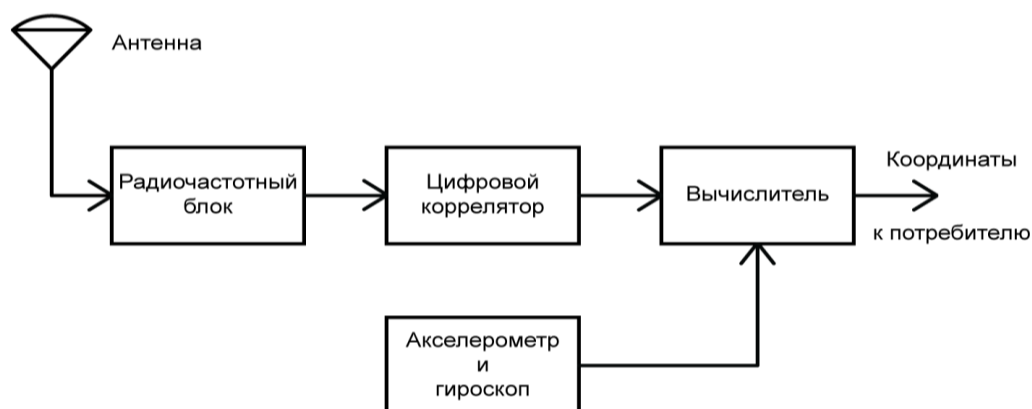 Антенна
Радиочастотный
блок
Цифровой
коррелятор
Вычислитель
Координаты
к потребителю
Акселерометр
и
гироскоп